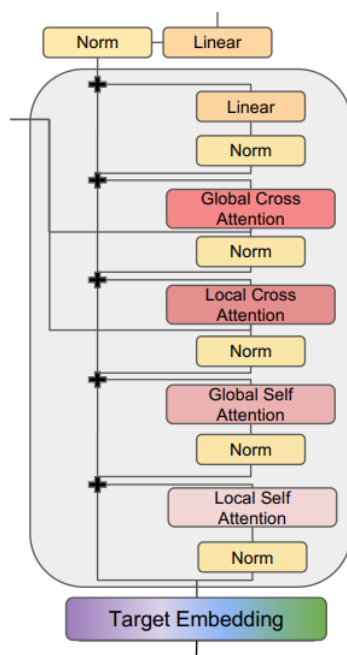 Norm
Linear
Linear
Norm
Global Cross
Attention
Norm
Local Cross
Attention
Norm
Global Self
Attention
Norm
Local Self
Attention
Norm
Target Embedding